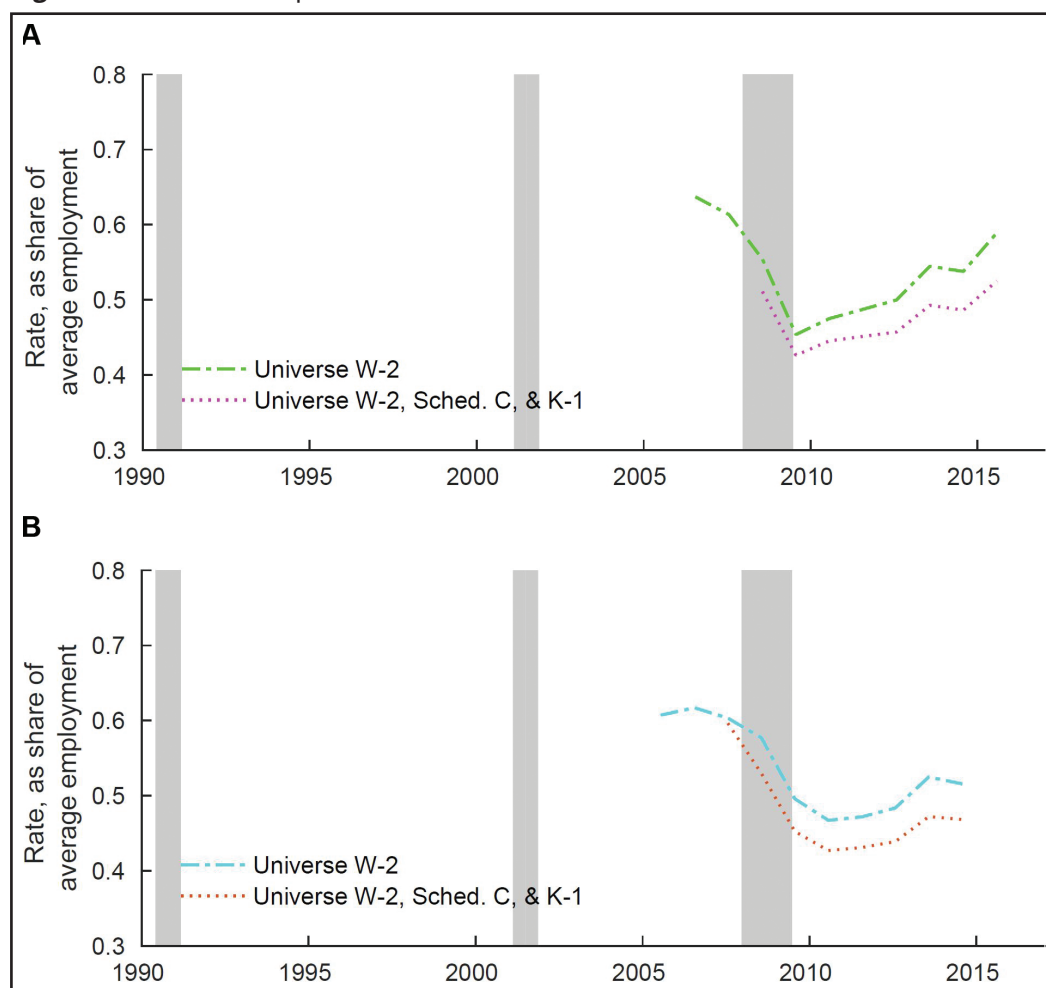 A
0.8
0.7
0.6
0.5
0.4
0.3
Rate, as share of
average employment
Universe W-2
Universe W-2, Sched. C, & K-1
1990 1995 2000 2005 2010 2015
B
0.8
0.7
0.6
0.5
0.4
0.3
Rate, as share of
average employment
Universe W-2
Universe W-2, Sched. C, & K-1
1990 1995 2000 2005 2010 2015